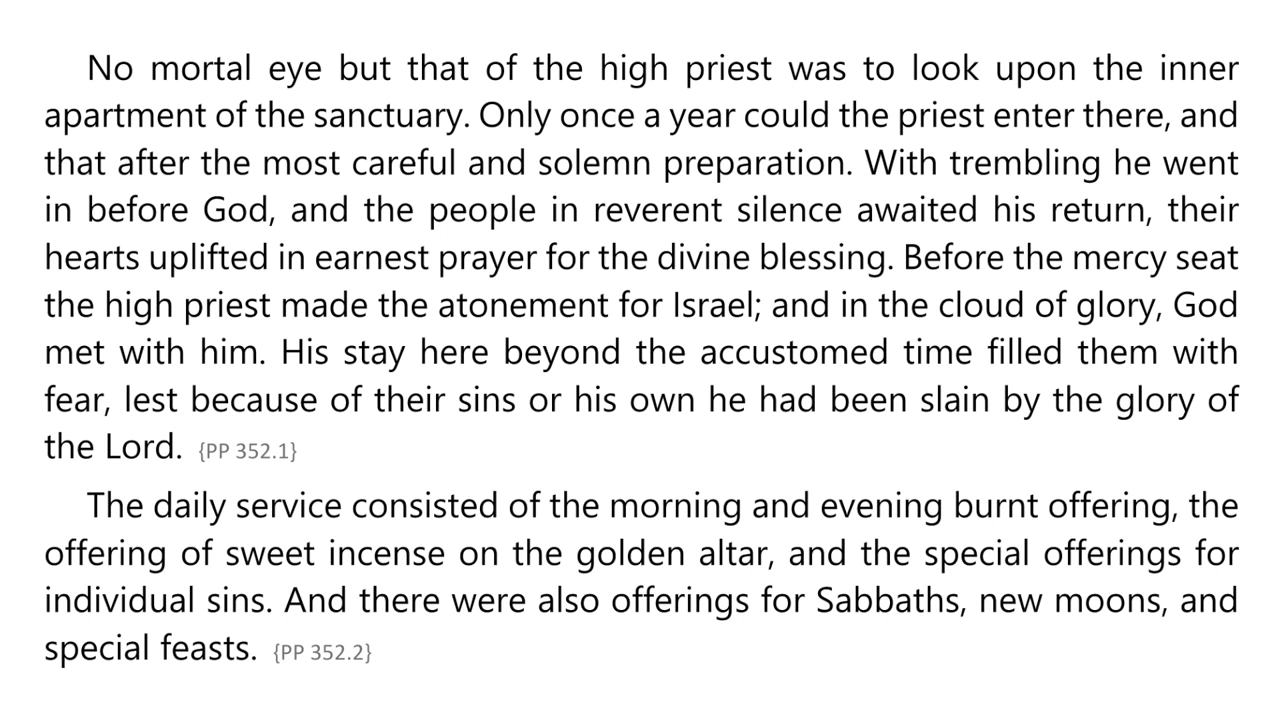 No mortal eye but that of the high priest was to look upon the inner
apartment of the sanctuary. Only once a year could the priest enter there, and
that after the most careful and solemn preparation. With trembling he went
in before God, and the people in reverent silence awaited his return, their
hearts uplifted in earnest prayer for the divine blessing. Before the mercy seat
the high priest made the atonement for Israel; and in the cloud of glory, God
met with him. His stay here beyond the accustomed time filled them with
fear, lest because of their sins or his own he had been slain by the glory of
the Lord. {PP 352.1}
The daily service consisted of the morning and evening burnt offering, the
offering of sweet incense on the golden altar, and the special offerings for
individual sins. And there were also offerings for Sabbaths, new moons, and
special feasts. {PP 352.2}